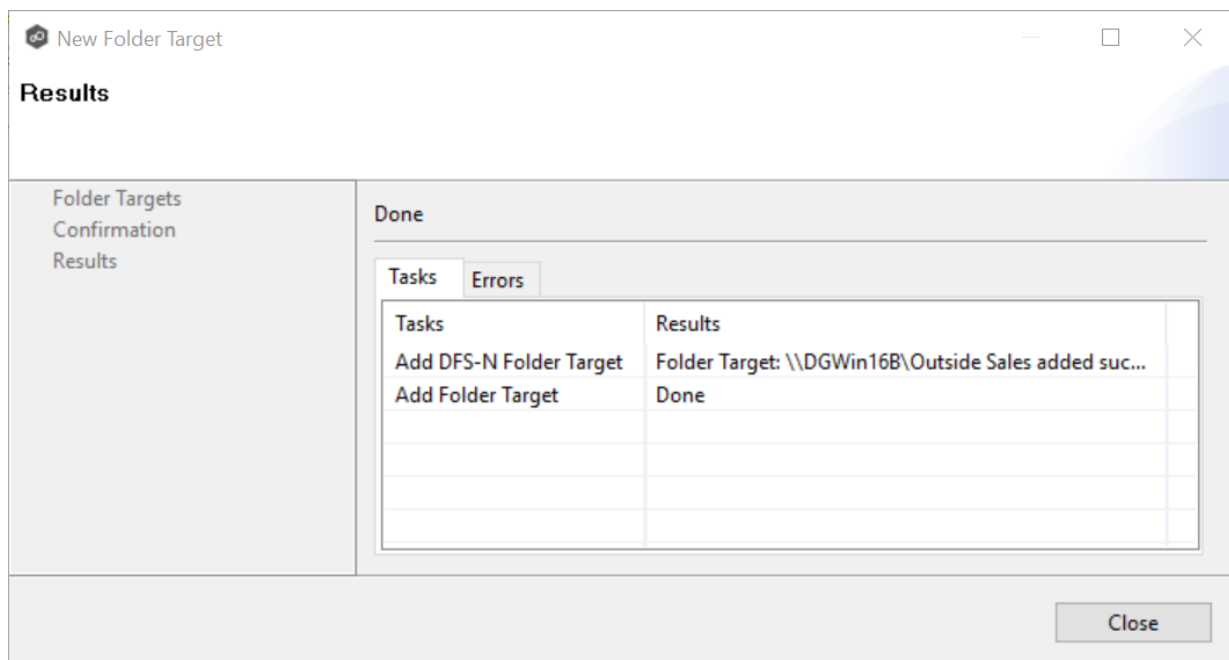 New Folder Target
Results
Folder Targets
Confirmation
Results
Done
Tasks Errors
Tasks Results
Add DFS-N Folder Target Folder Target: \\DGWin16B\Outside Sales added suc...
Add Folder Target Done
Close